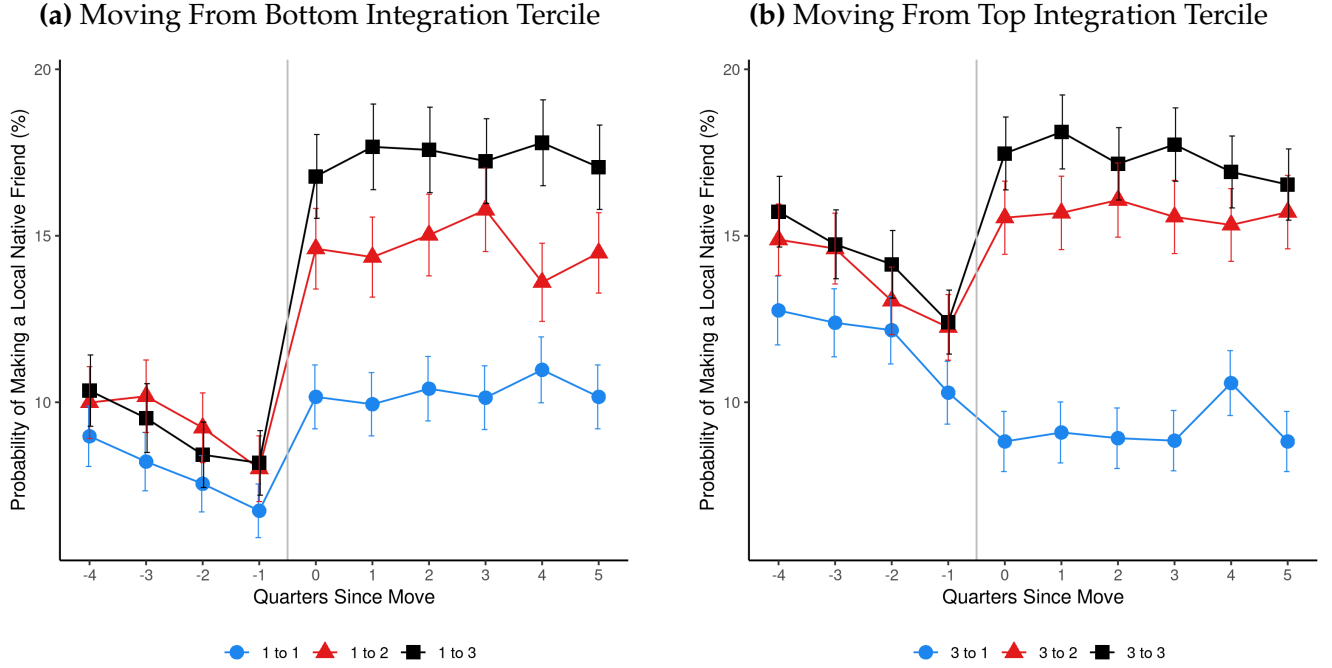 (a) Moving From Bottom Integration Tercile
Probability of Making a Local Native Friend (%)
20
15
10
-4 -3 -2 -1 0 1 2 3 4 5
Quarters Since Move
1 to 1 1 to 2 1 to 3
(b) Moving From Top Integration Tercile
Probability of Making a Local Native Friend (%)
20
15
10
-4 -3 -2 -1 0 1 2 3 4 5
Quarters Since Move
3 to 1 3 to 2 3 to 3